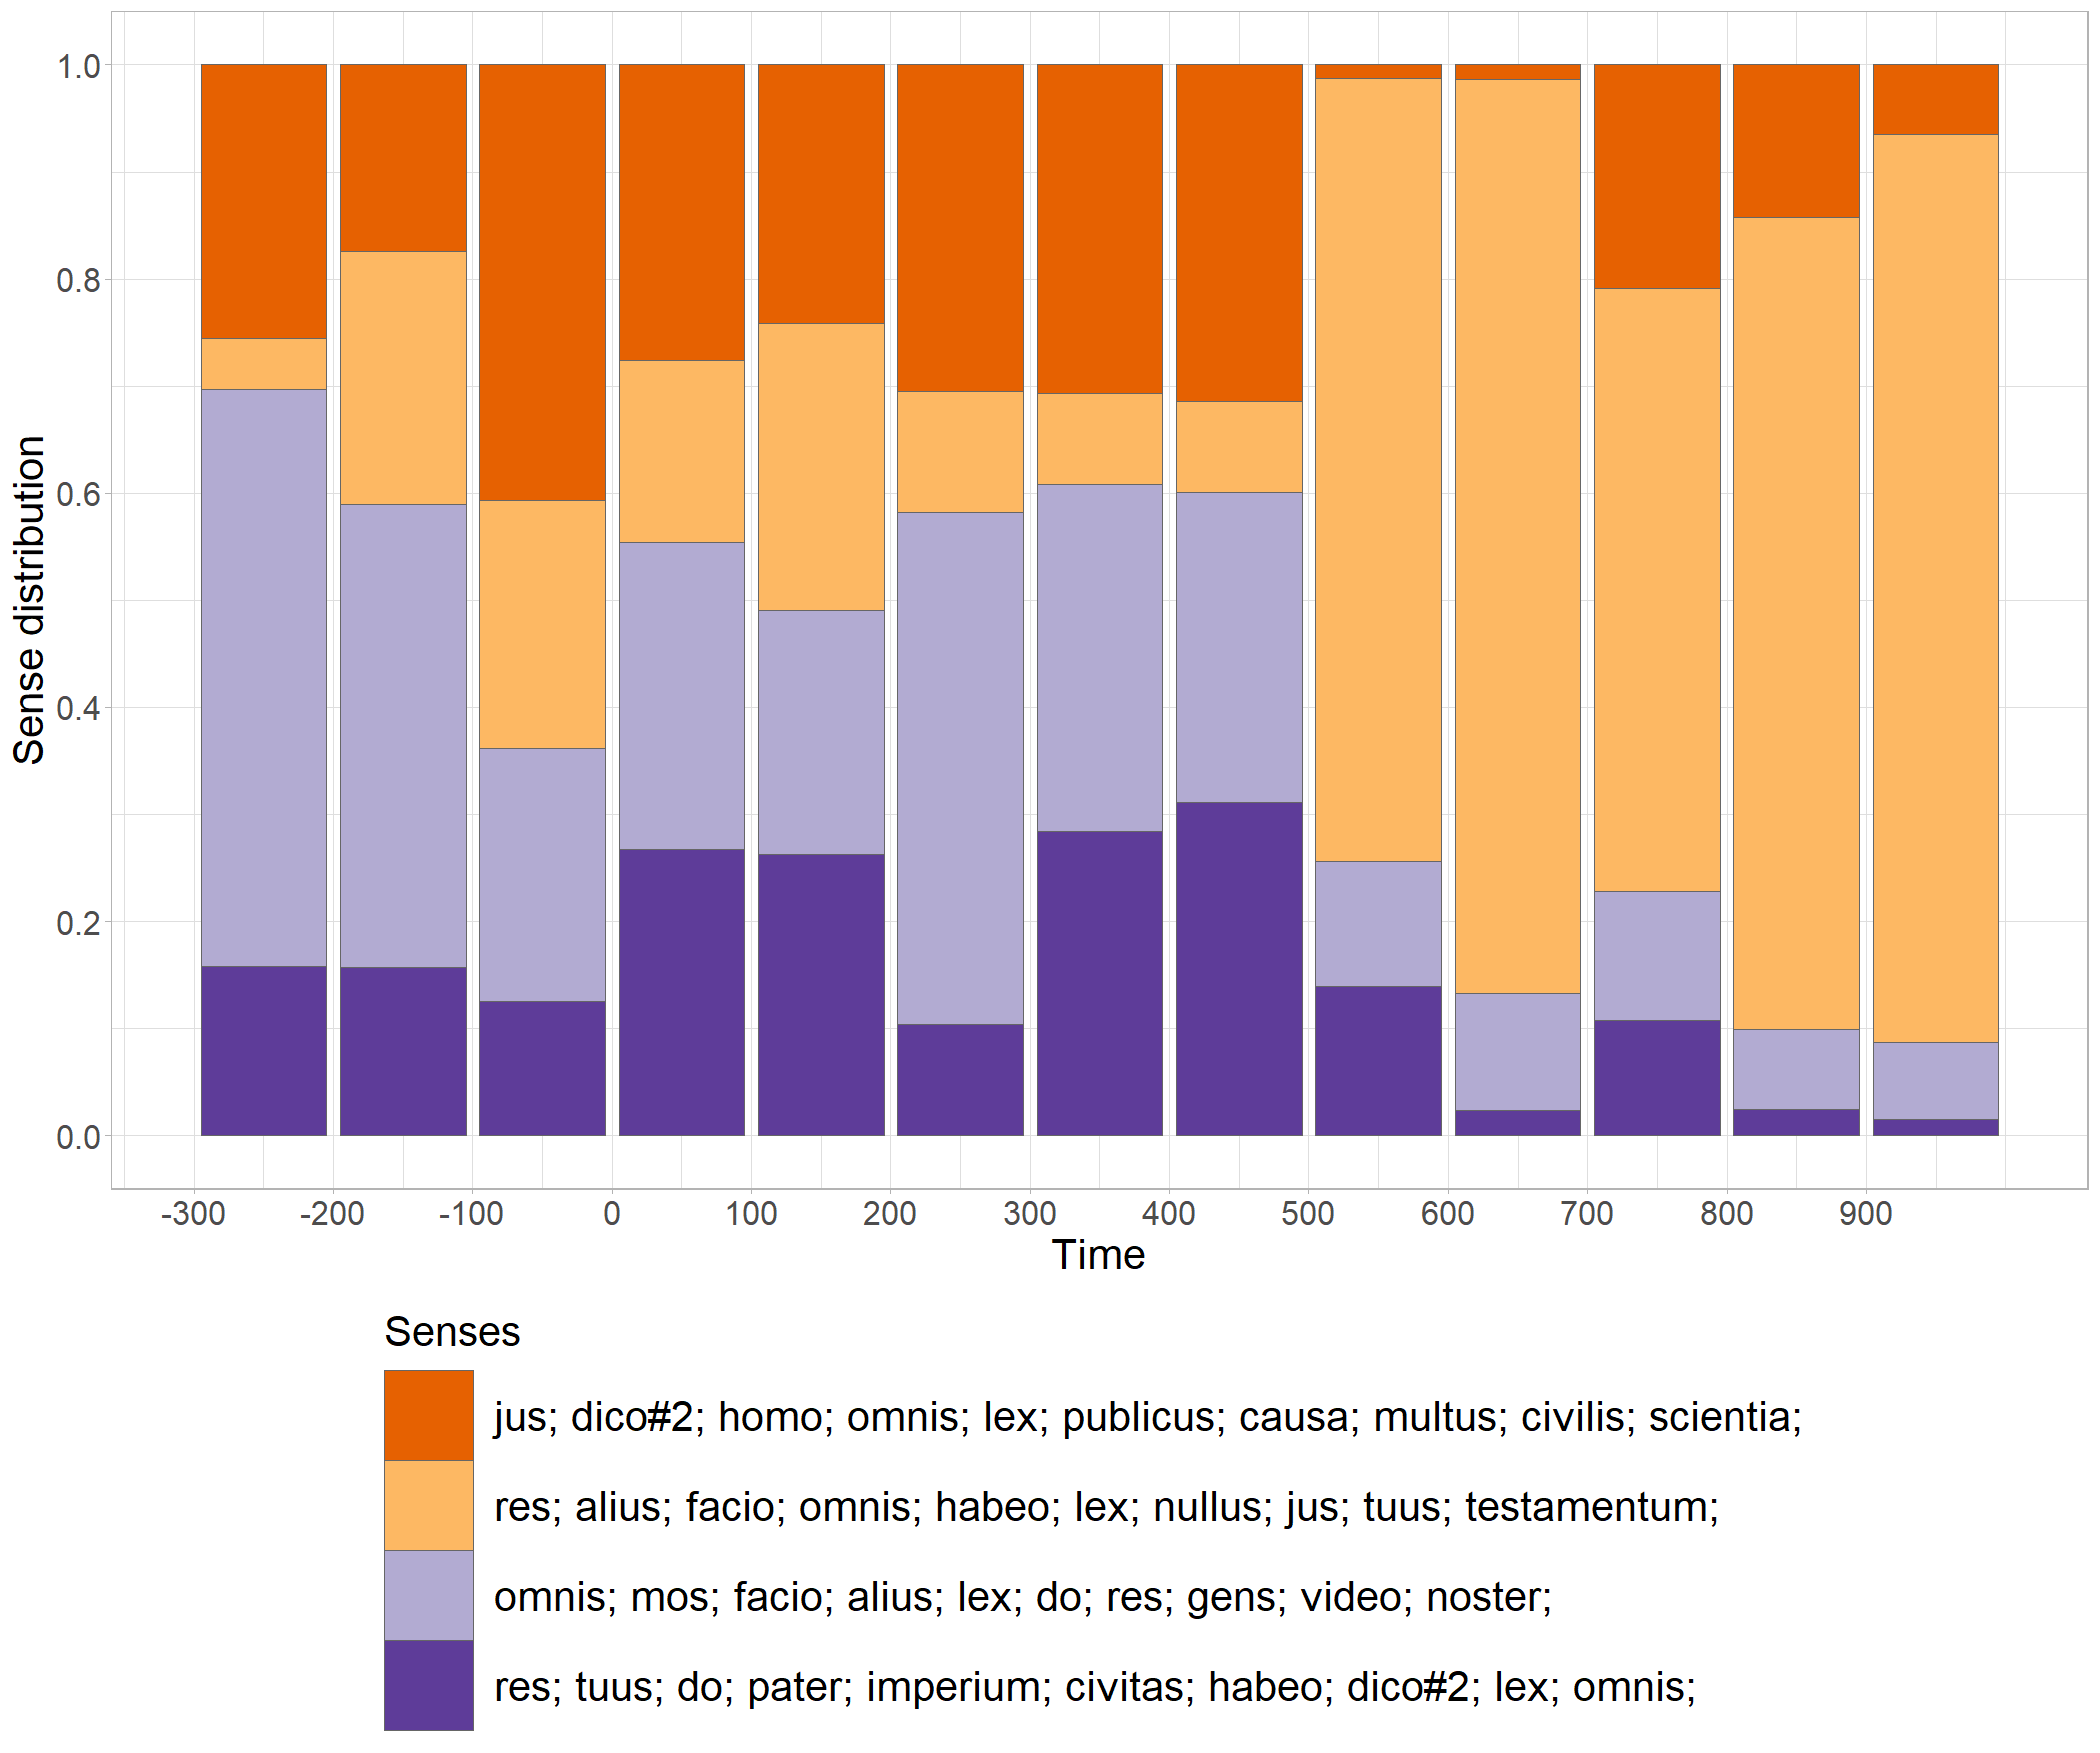 1.0
0.8
0.6
0.4
0.2
0.0
Sense distribution
-300 -200 -100 0 100 200 300 400 500 600 700 800 900
Time
Senses
jus; dico#2; homo; omnis; lex; publicus; causa; multus; civilis; scientia;
res; alius; facio; omnis; habeo; lex; nullus; jus; tuus; testamentum;
omnis; mos; facio; alius; lex; do; res; gens; video; noster;
res; tuus; do; pater; imperium; civitas; habeo; dico#2; lex; omnis;